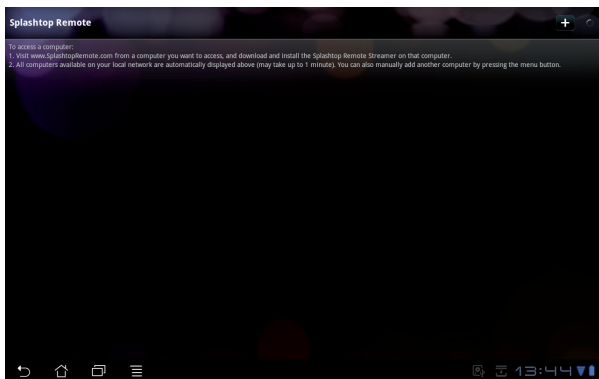 Splashtop Remote
To access a computer:
1. Visit www.SplashtopRemote.com from a computer you want to access, and download and install the Splashtop Remote Streamer on that computer.
2. All computers available on your local network are automatically displayed above (may take up to 1 minute). You can also manually add another computer by pressing the menu button.
13:44